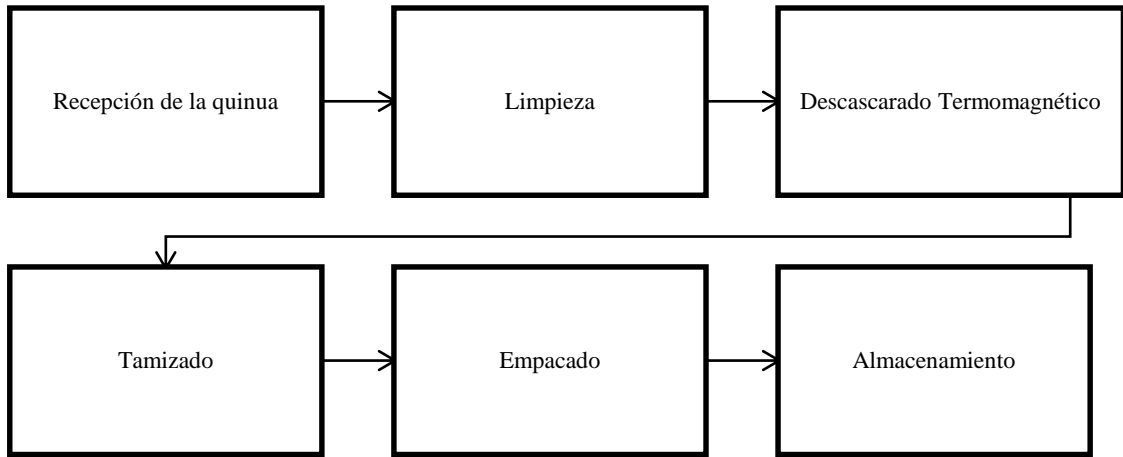 Recepción de la quinua
Limpieza
Descascarado Termomagnético
Tamizado
Empacado
Almacenamiento